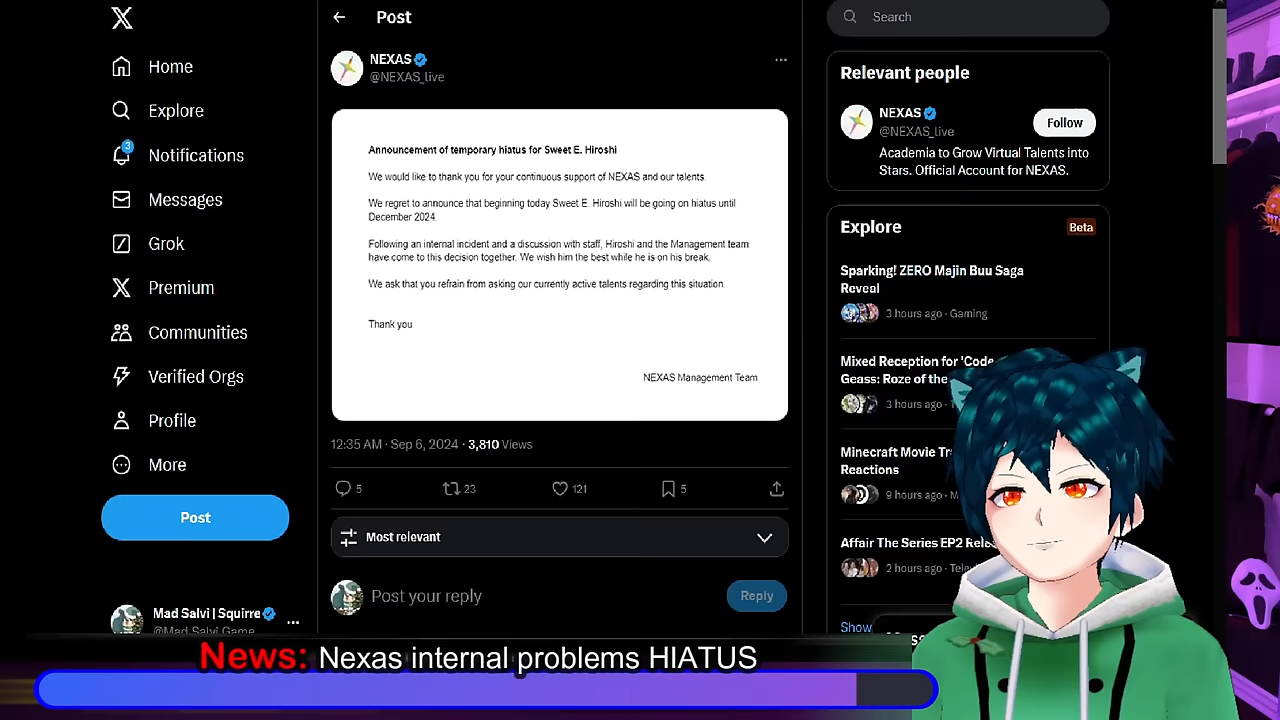 Home
Explore
3
Notifications
Messages
Grok
Premium
Communities
Verified Orgs
Profile
More
Post
Mad Salvi | Squirre
@Mad_Salvi_Game
Post
NEXAS
@NEXAS_live
Announcement of temporary hiatus for Sweet E. Hiroshi
We would like to thank you for your continuous support of NEXAS and our talents.
We regret to announce that beginning today Sweet E. Hiroshi will be going on hiatus until
December 2024.
Following an internal incident and a discussion with staff, Hiroshi and the Management team
have come to this decision together. We wish him the best while he is on his break.
We ask that you refrain from asking our currently active talents regarding this situation.
Thank you
NEXAS Management Team
12:35 AM · Sep 6, 2024 · 3,810 Views
5 23 121 5
Most relevant
Post your reply
Reply
Search
Relevant people
NEXAS
@NEXAS_live
Follow
Academia to Grow Virtual Talents into
Stars. Official Account for NEXAS.
Explore
Beta
Sparking! ZERO Majin Buu Saga
Reveal
3 hours ago · Gaming
Mixed Reception for 'Code
Geass: Roze of the
3 hours ago
Minecraft Movie Tr
Reactions
9 hours ago
Affair The Series EP2 Rele
2 hours ago
Show
News: Nexas internal problems HIATUS